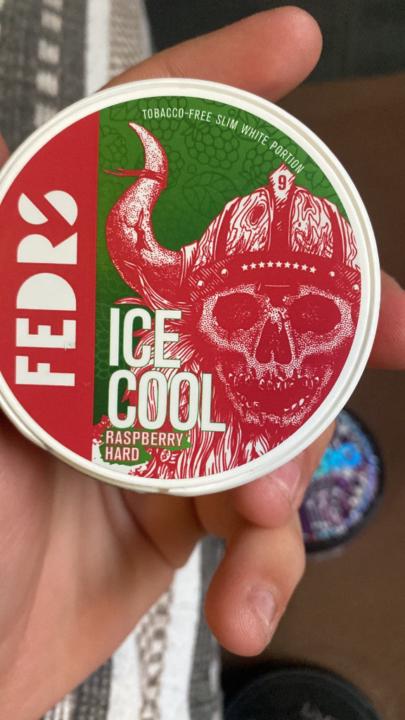 TOBACCO-FREE SLIM WHITE PORTION
9
FEDRS
ICE
COOL
RASPBERRY
HARD